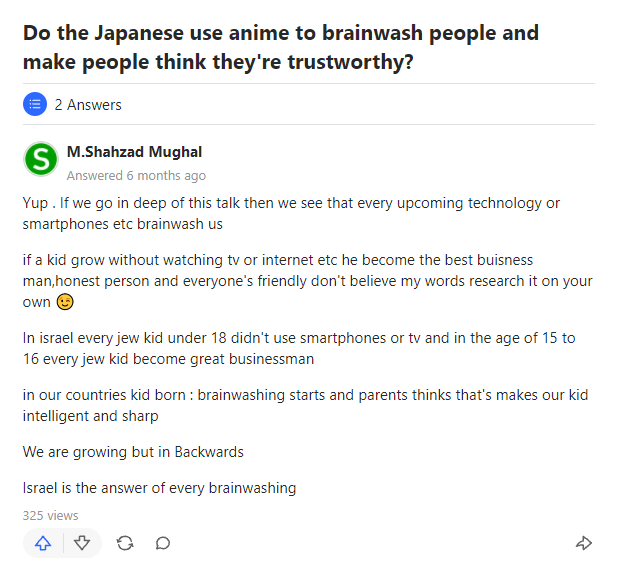 Do the Japanese use anime to brainwash people and
make people think they're trustworthy?
2 Answers
S
M.Shahzad Mughal
Answered 6 months ago
Yup . If we go in deep of this talk then we see that every upcoming technology or
smartphones etc brainwash us
if a kid grow without watching tv or internet etc he become the best buisness
man,honest person and everyone's friendly don't believe my words research it on your
own 😉
In israel every jew kid under 18 didn't use smartphones or tv and in the age of 15 to
16 every jew kid become great businessman
in our countries kid born : brainwashing starts and parents thinks that's makes our kid
intelligent and sharp
We are growing but in Backwards
Israel is the answer of every brainwashing
325 views